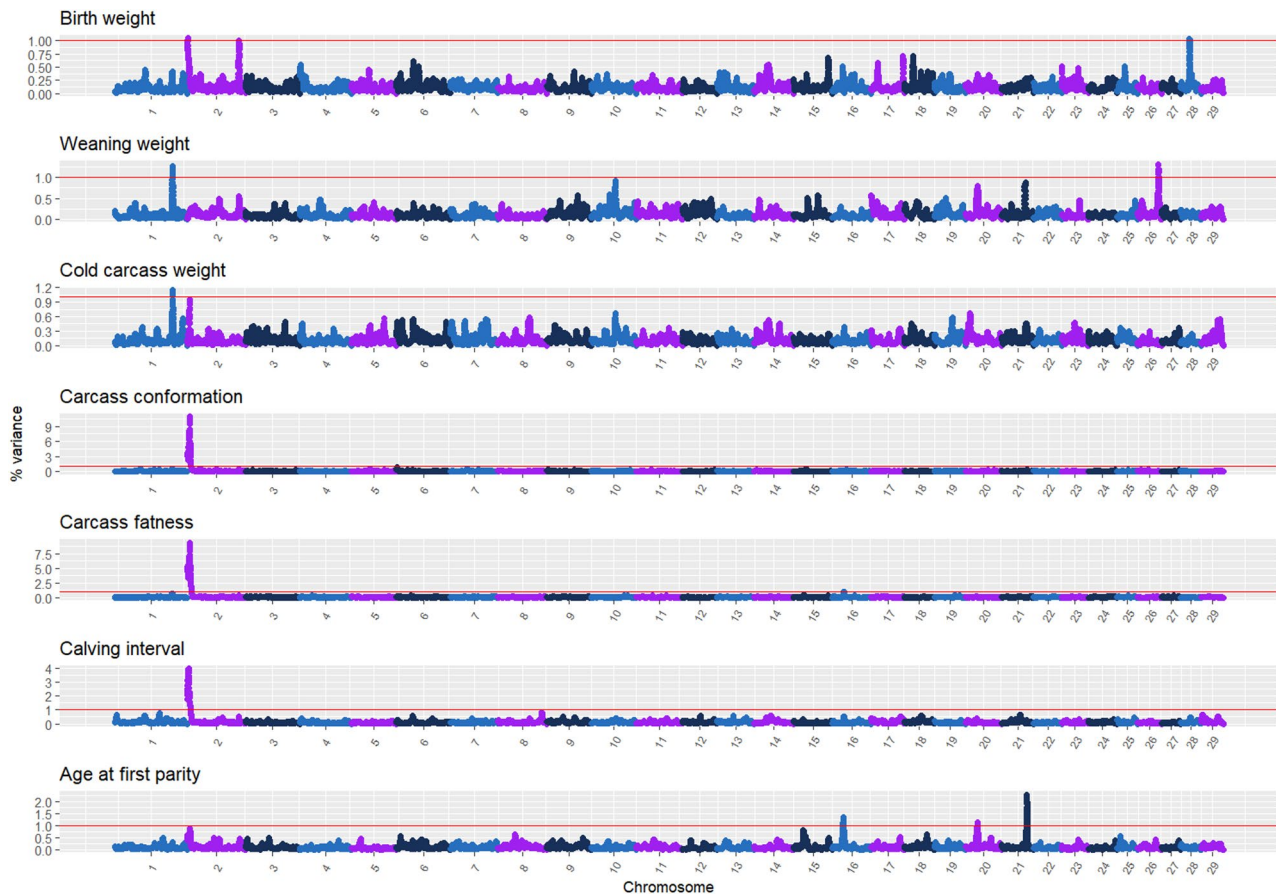 Birth weight
1.00
0.75
0.50
0.25
0.00
1 2 3 4 5 6 7 8 9 10 11 12 13 14 15 16 17 18 19 20 21 22 23 24 25 26 27 28 29
Weaning weight
1.0
0.5
0.0
1 2 3 4 5 6 7 8 9 10 11 12 13 14 15 16 17 18 19 20 21 22 23 24 25 26 27 28 29
Cold carcass weight
1.2
0.9
0.6
0.3
0.0
1 2 3 4 5 6 7 8 9 10 11 12 13 14 15 16 17 18 19 20 21 22 23 24 25 26 27 28 29
Carcass conformation
9
6
3
0
1 2 3 4 5 6 7 8 9 10 11 12 13 14 15 16 17 18 19 20 21 22 23 24 25 26 27 28 29
% variance
Carcass fatness
7.5
5.0
2.5
0.0
1 2 3 4 5 6 7 8 9 10 11 12 13 14 15 16 17 18 19 20 21 22 23 24 25 26 27 28 29
Calving interval
4
3
2
1
0
1 2 3 4 5 6 7 8 9 10 11 12 13 14 15 16 17 18 19 20 21 22 23 24 25 26 27 28 29
Age at first parity
2.0
1.5
1.0
0.5
0.0
1 2 3 4 5 6 7 8 9 10 11 12 13 14 15 16 17 18 19 20 21 22 23 24 25 26 27 28 29
Chromosome